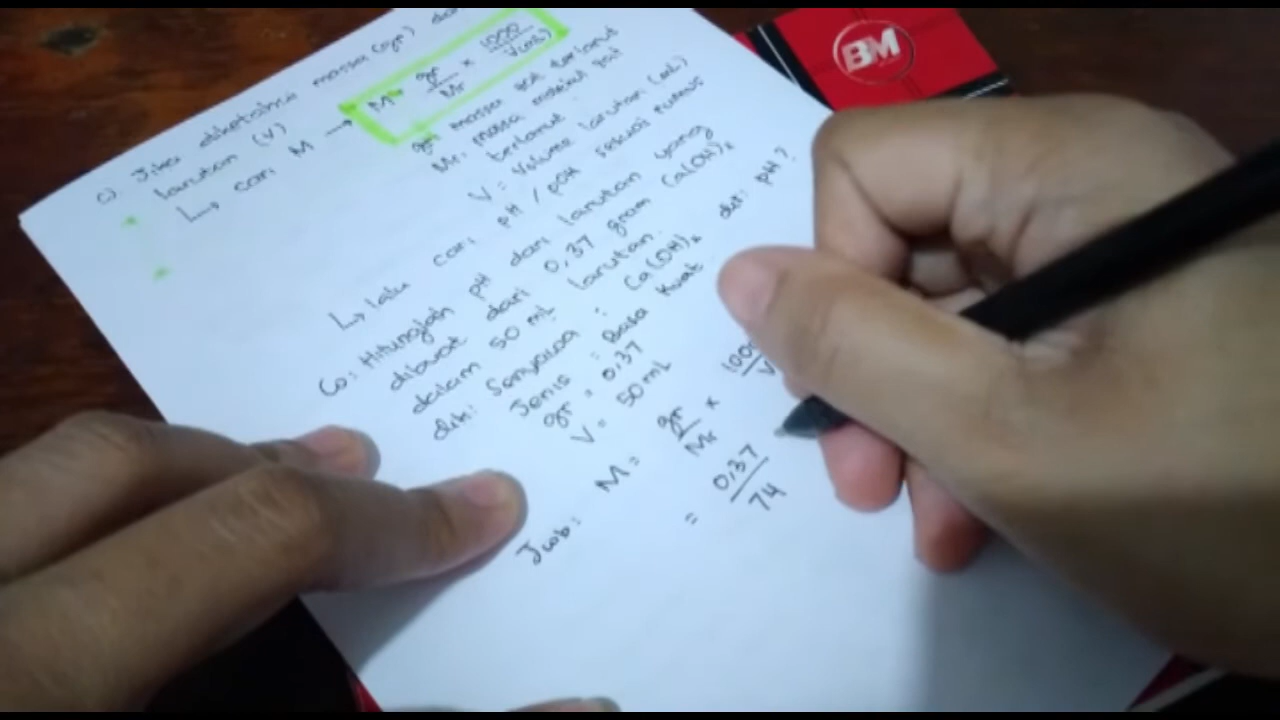 c). Jika diketahui massa (gr) dan
larutan (V)
↳ cari M → M = gr/Mr × 1000/V(mL)
gr: massa zat terlarut
Mr: massa molekul zat
terlarut
V = Volume larutan (mL)
↳ lalu cari pH / pOH sesuai rumus
Co: Hitunglah pH dari larutan yang
dibuat dari 0,37 gram Ca(OH)₂
dalam 50 mL larutan.
dik: Senyawa : Ca(OH)₂ dit: pH?
Jenis : Basa kuat
gr = 0,37
V = 50 mL
Jwb: M = gr/Mr × 1000/V
= 0,37/74
BM